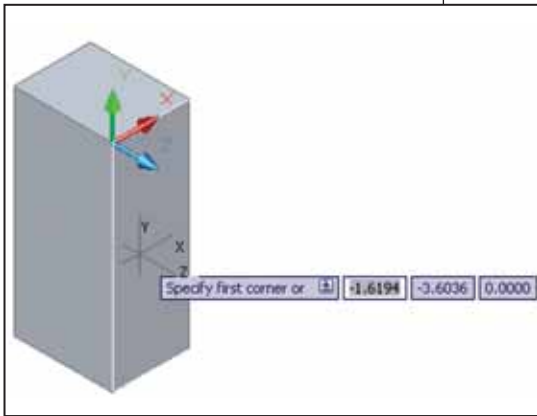 Y
X
Z
Y
X
Z
Specify first corner or -1.6194 -3.6036 0.0000